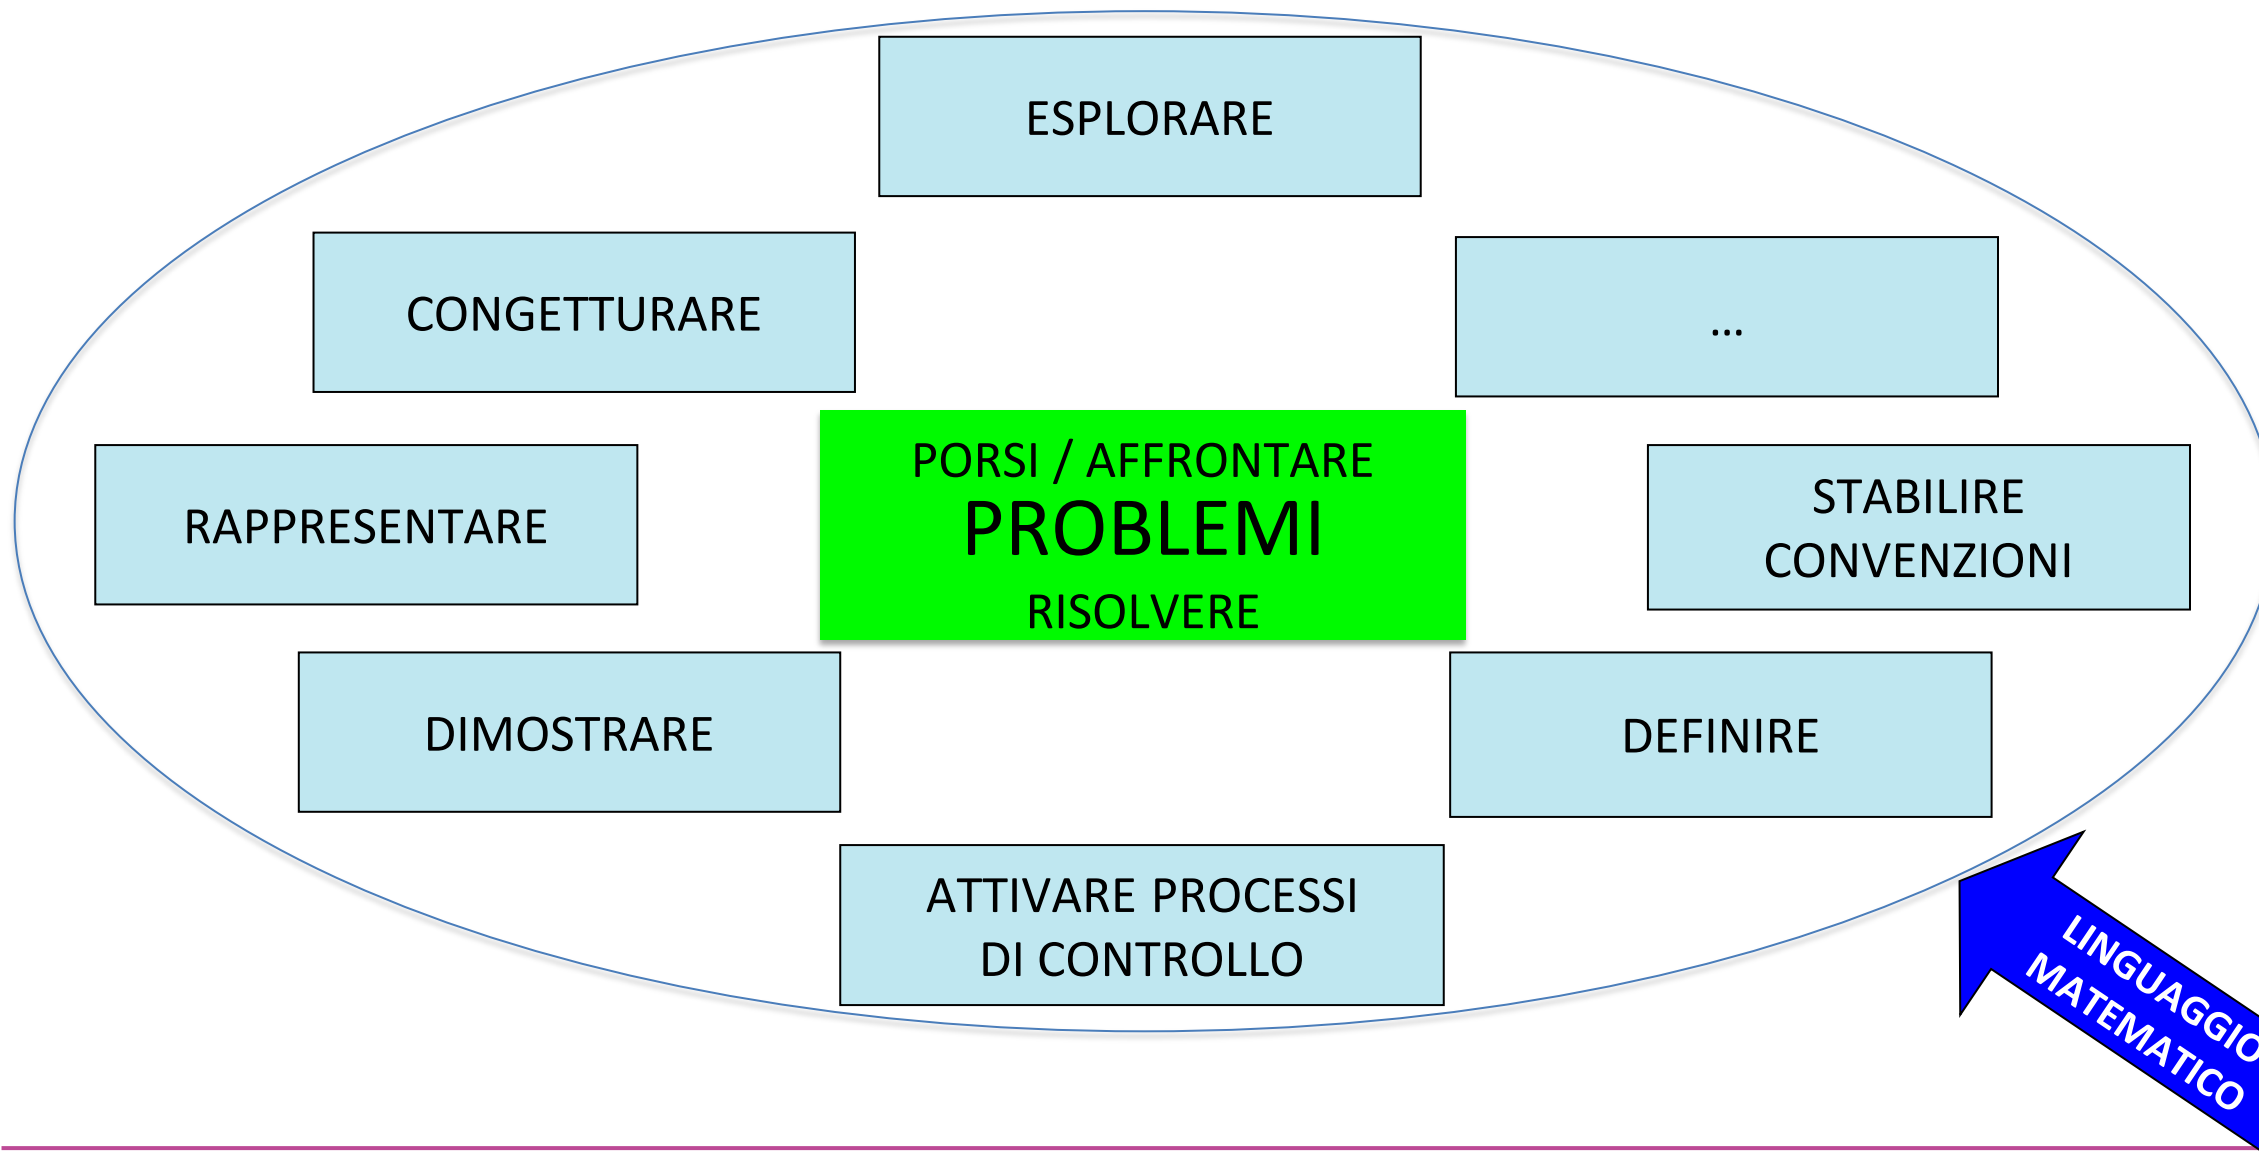 ESPLORARE
CONGETTURARE
...
RAPPRESENTARE
PORSI / AFFRONTARE
PROBLEMI
RISOLVERE
STABILIRE
CONVENZIONI
DIMOSTRARE
DEFINIRE
ATTIVARE PROCESSI
DI CONTROLLO
LINGUAGGIO
MATEMATICO